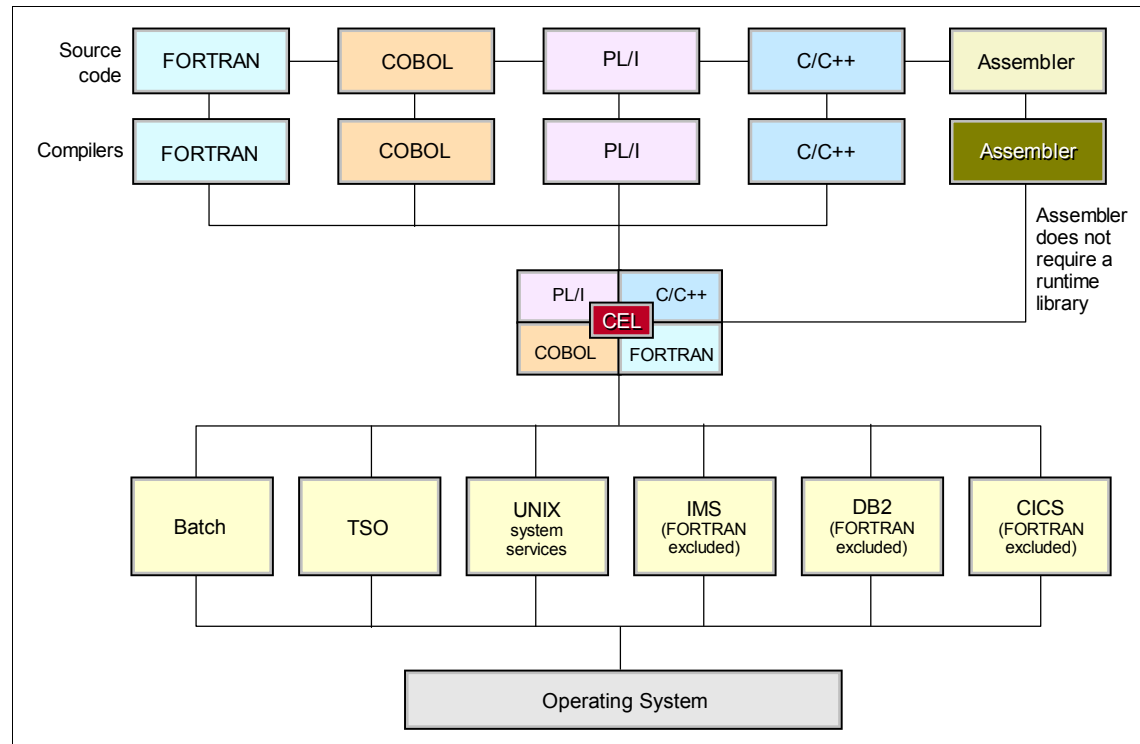 Source
code
FORTRAN
COBOL
PL/I
C/C++
Assembler
Compilers
FORTRAN
COBOL
PL/I
C/C++
Assembler
Assembler
does not
require a
runtime
library
PL/I
C/C++
CEL
COBOL
FORTRAN
Batch
TSO
UNIX
system
services
IMS
(FORTRAN
excluded)
DB2
(FORTRAN
excluded)
CICS
(FORTRAN
excluded)
Operating System